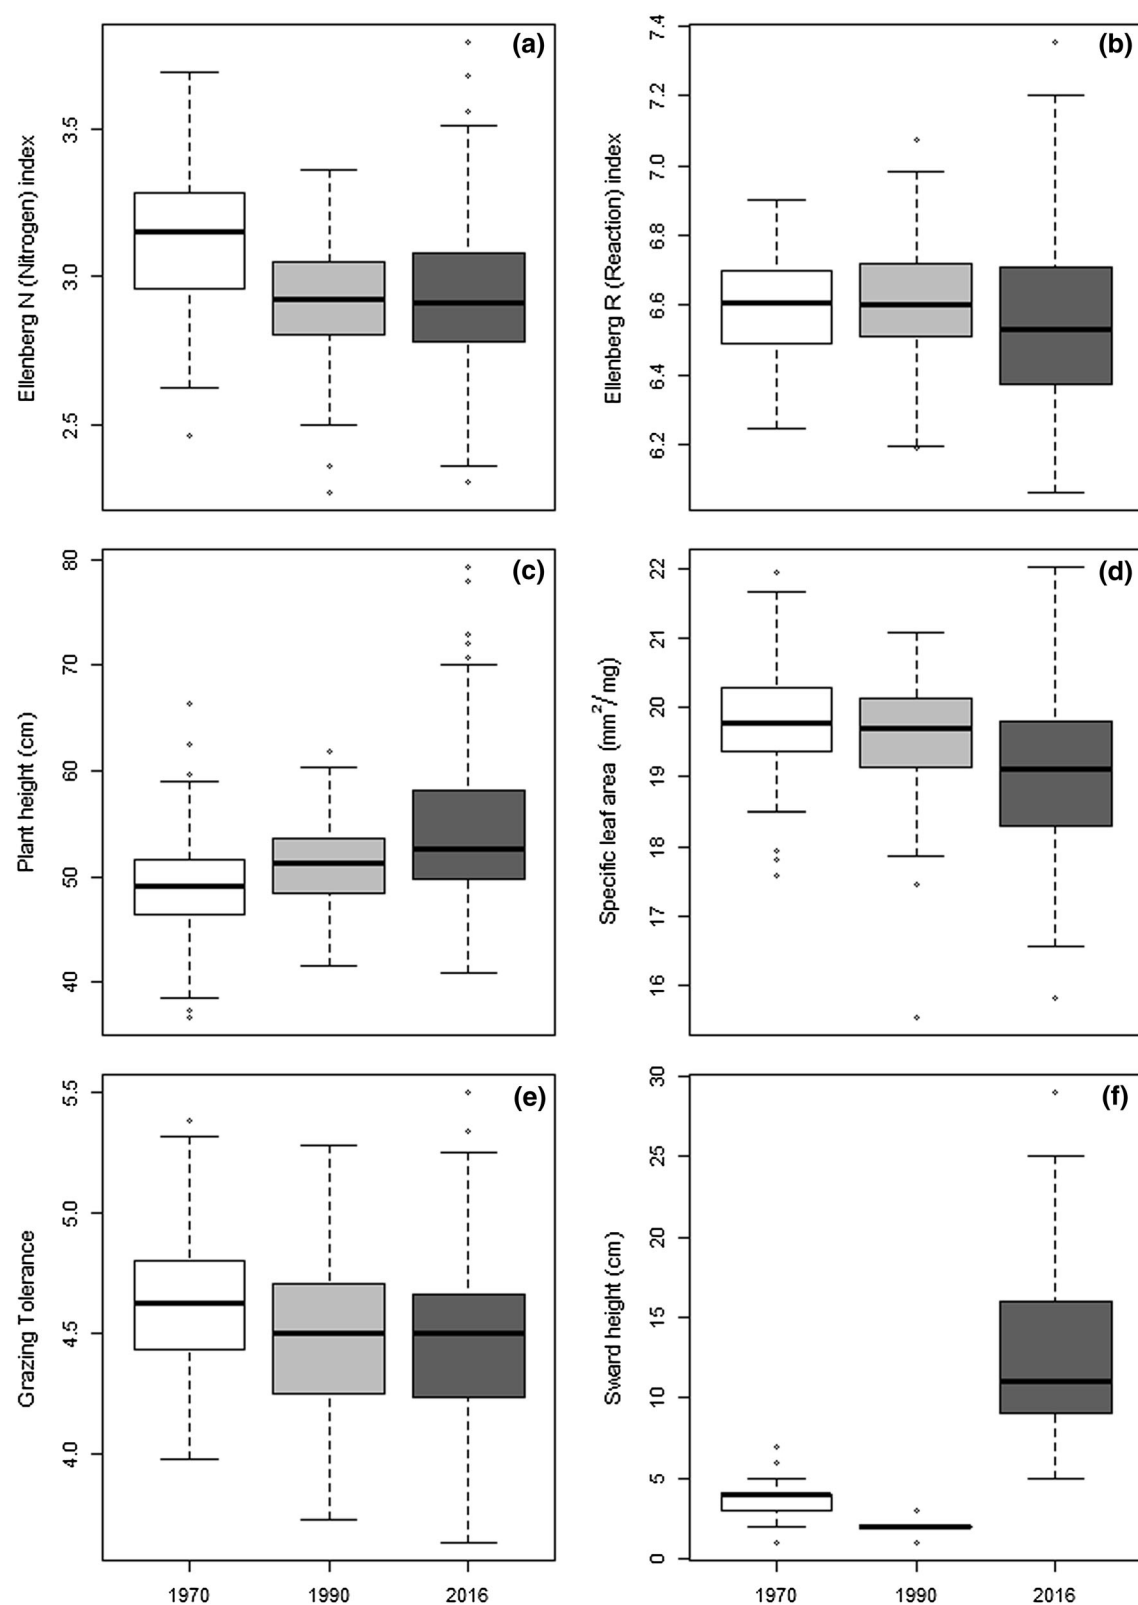 (a)
Ellenberg N (Nitrogen) index
3.5
3.0
2.5
(b)
Ellenberg R (Reaction) index
7.4
7.2
7.0
6.8
6.6
6.4
6.2
(c)
Plant height (cm)
80
70
60
50
40
(d)
Specific leaf area (mm²/mg)
22
21
20
19
18
17
16
(e)
Grazing Tolerance
5.5
5.0
4.5
4.0
1970 1990 2016
(f)
Sward height (cm)
30
25
20
15
10
5
0
1970 1990 2016